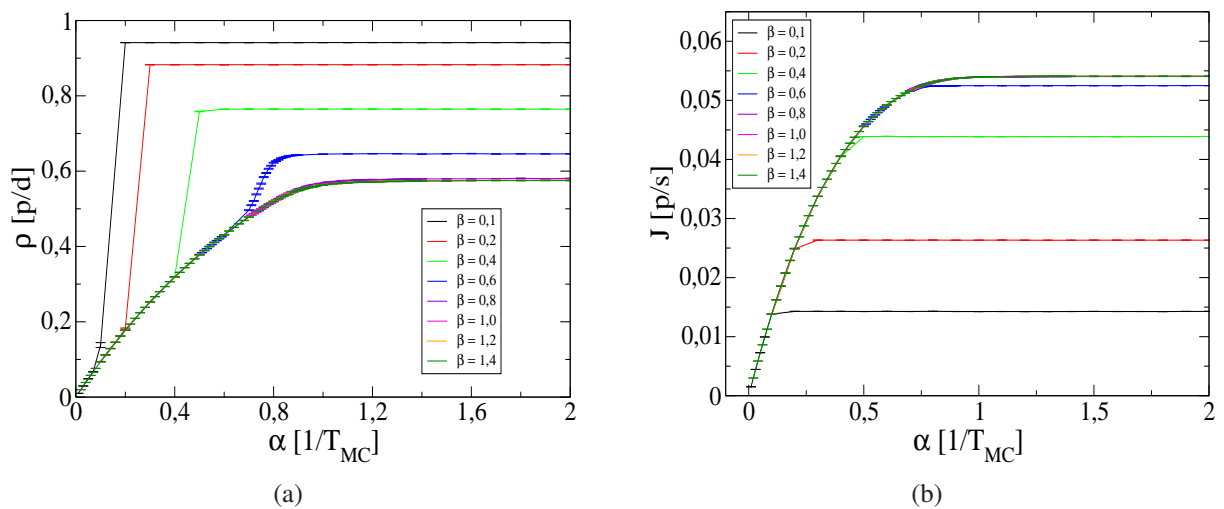 1
0,8
0,6
0,4
0,2
0
ρ [p/d]
0
0,4
0,8
1,2
1,6
2
α [1/T_MC]
β = 0,1
β = 0,2
β = 0,4
β = 0,6
β = 0,8
β = 1,0
β = 1,2
β = 1,4
(a)
0,06
0,05
0,04
0,03
0,02
0,01
0
J [p/s]
0
0,5
1
1,5
2
α [1/T_MC]
β = 0,1
β = 0,2
β = 0,4
β = 0,6
β = 0,8
β = 1,0
β = 1,2
β = 1,4
(b)